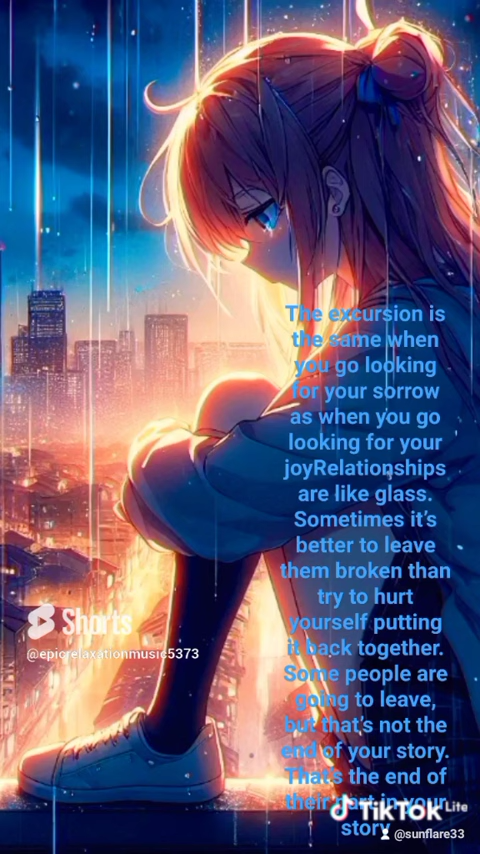 The excursion is
the same when
you go looking
for your sorrow
as when you go
looking for your
joyRelationships
are like glass.
Sometimes it's
better to leave
them broken than
try to hurt
yourself putting
it back together.
Some people are
going to leave,
but that's not the
end of your story.
That's the end of
their part in your
story.
Shorts
@epicrelaxationmusic5373
TikTok Lite
@sunflare33